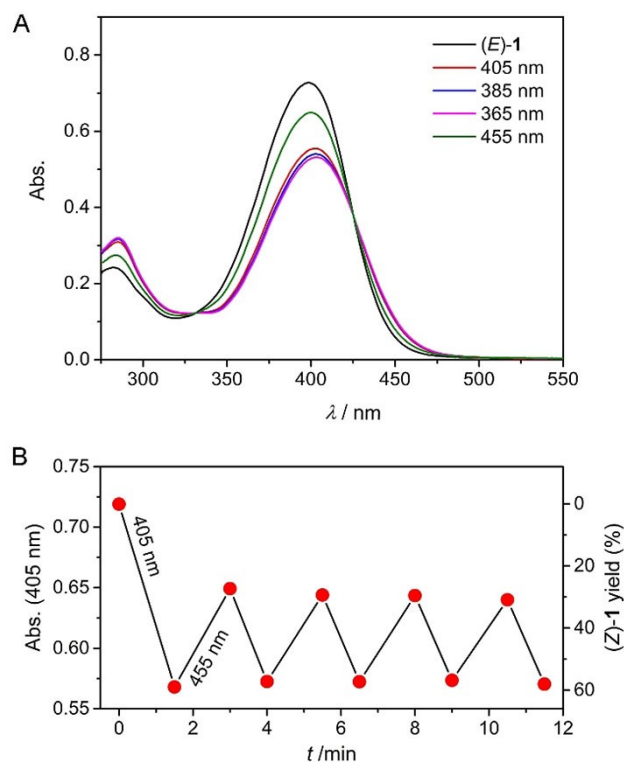 A
0.8
0.6
0.4
0.2
0.0
Abs.
(E)-1
405 nm
385 nm
365 nm
455 nm
300 350 400 450 500 550
λ / nm
B
0.75
0.70
0.65
0.60
0.55
Abs. (405 nm)
405 nm
455 nm
0
20
40
60
(Z)-1 yield (%)
0 2 4 6 8 10 12
t /min